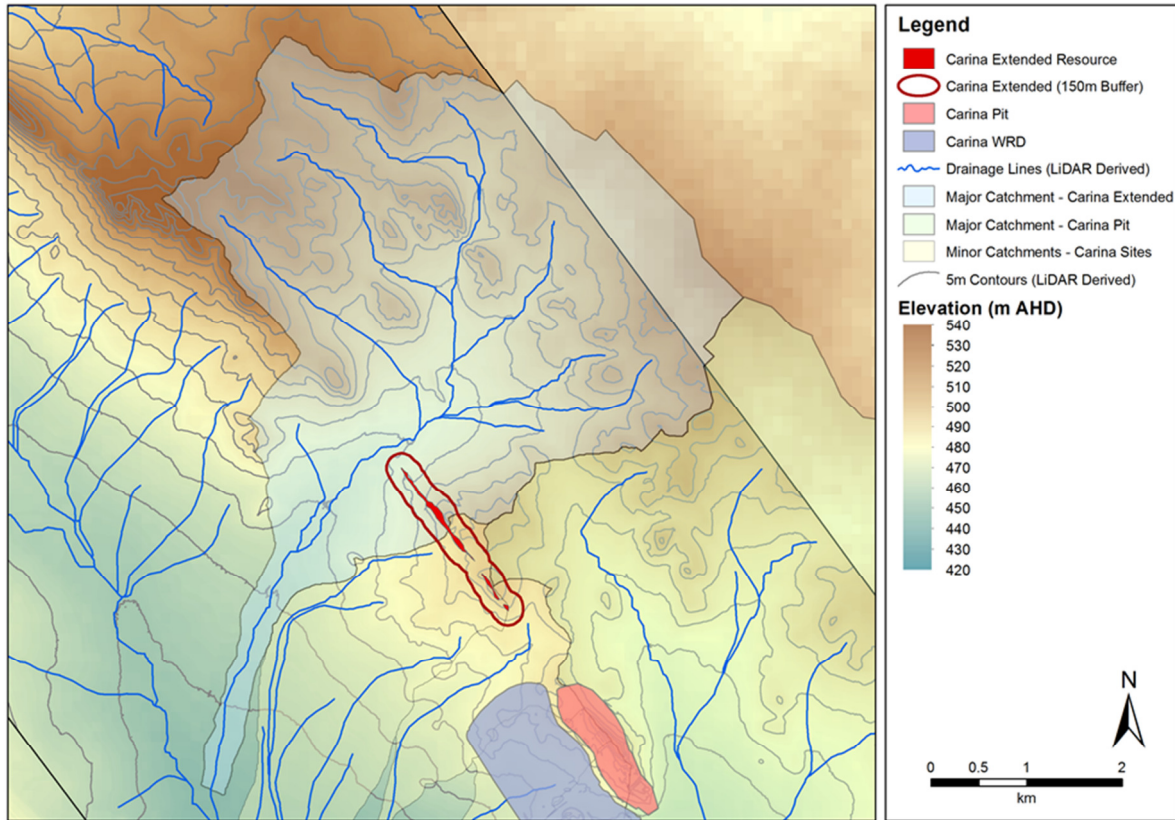 Legend
Carina Extended Resource
Carina Extended (150m Buffer)
Carina Pit
Carina WRD
Drainage Lines (LiDAR Derived)
Major Catchment - Carina Extended
Major Catchment - Carina Pit
Minor Catchments - Carina Sites
5m Contours (LiDAR Derived)
Elevation (m AHD)
540
530
520
510
500
490
480
470
460
450
440
430
420
N
0 0.5 1 2
km